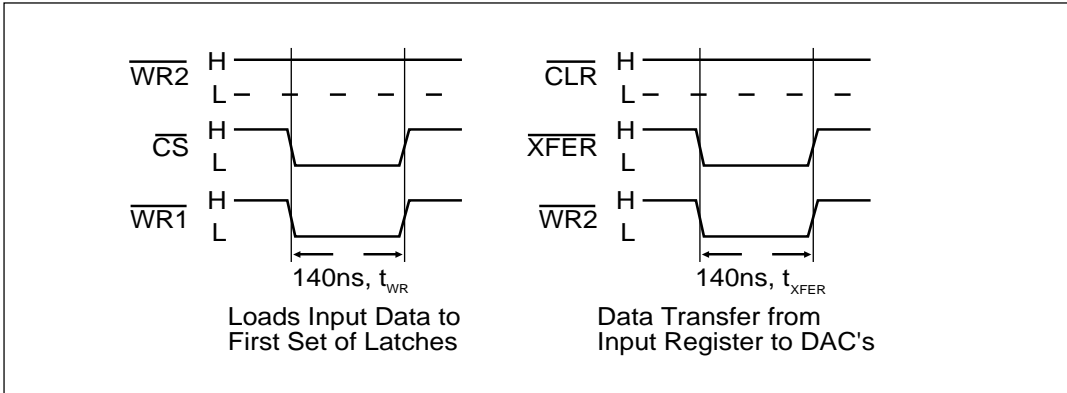 WR2 H
L
CS H
L
WR1 H
L
140ns, tWR
Loads Input Data to
First Set of Latches
CLR H
L
XFER H
L
WR2 H
L
140ns, tXFER
Data Transfer from
Input Register to DAC's